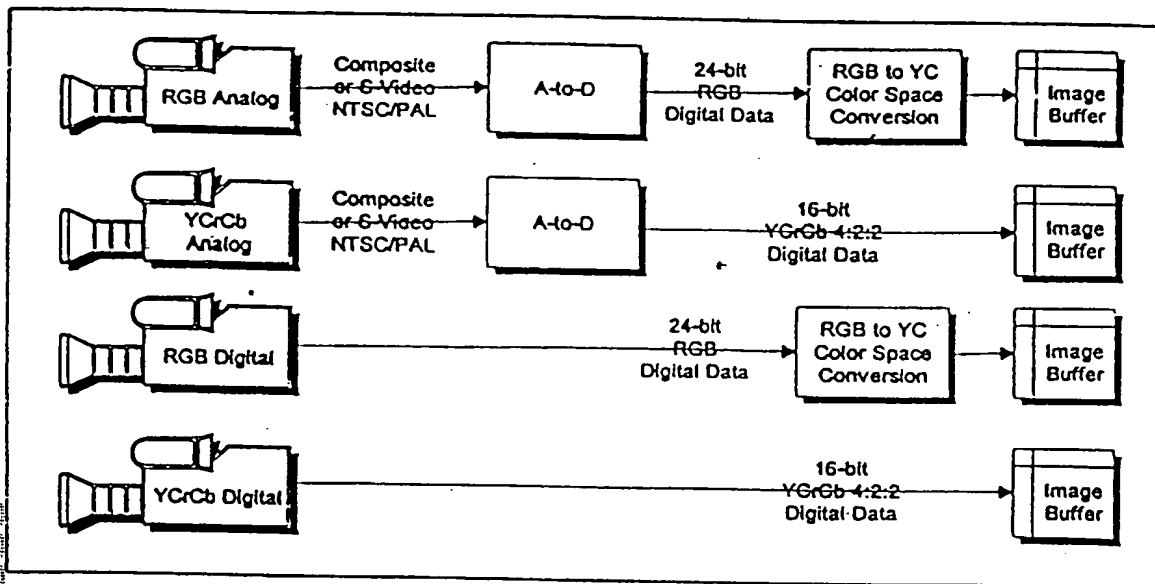 RGB Analog
Composite
or S-Video
NTSC/PAL
A-to-D
24-bit
RGB
Digital Data
RGB to YC
Color Space
Conversion
Image
Buffer
YCrCb
Analog
Composite
or S-Video
NTSC/PAL
A-to-D
16-bit
YCrCb 4:2:2
Digital Data
Image
Buffer
RGB Digital
24-bit
RGB
Digital Data
RGB to YC
Color Space
Conversion
Image
Buffer
YCrCb Digital
16-bit
YCrCb 4:2:2
Digital Data
Image
Buffer